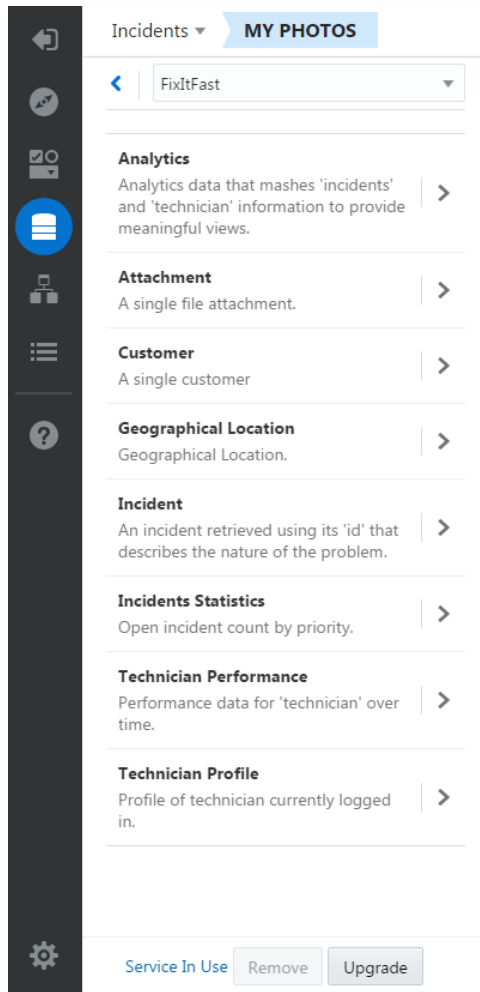 Incidents MY PHOTOS
FixItFast
Analytics
Analytics data that mashes 'incidents'
and 'technician' information to provide
meaningful views.
Attachment
A single file attachment.
Customer
A single customer
Geographical Location
Geographical Location.
Incident
An incident retrieved using its 'id' that
describes the nature of the problem.
Incidents Statistics
Open incident count by priority.
Technician Performance
Performance data for 'technician' over
time.
Technician Profile
Profile of technician currently logged
in.
Service In Use Remove Upgrade